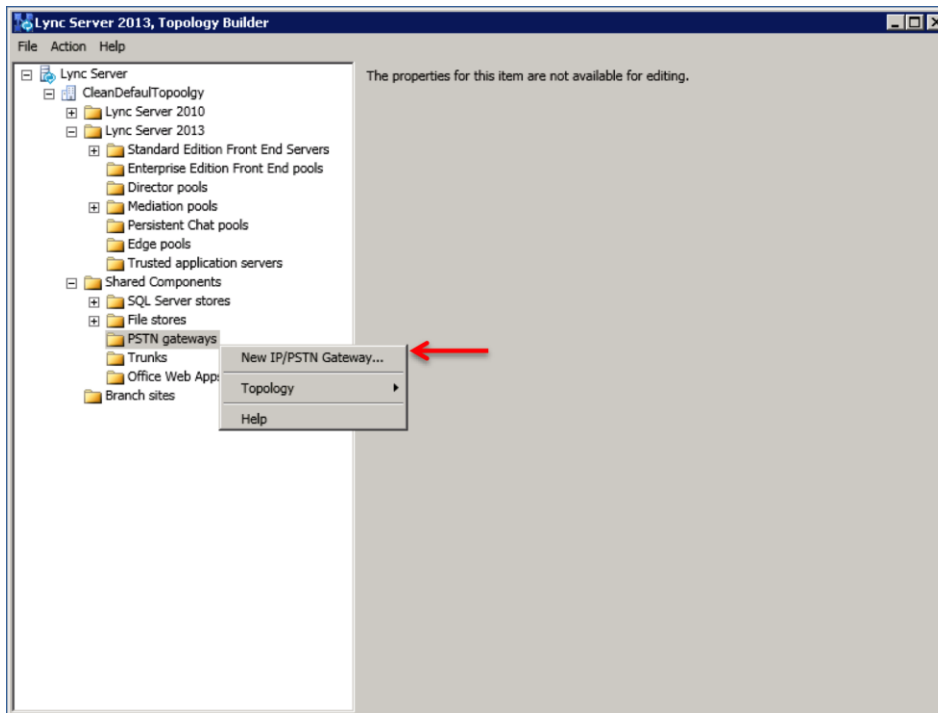 Lync Server 2013, Topology Builder
File Action Help
Lync Server
The properties for this item are not available for editing.
CleanDefaulTopoolgy
Lync Server 2010
Lync Server 2013
Standard Edition Front End Servers
Enterprise Edition Front End pools
Director pools
Mediation pools
Persistent Chat pools
Edge pools
Trusted application servers
Shared Components
SQL Server stores
File stores
PSTN gateways
New IP/PSTN Gateway...
Trunks
Office Web Apps
Topology
Branch sites
Help